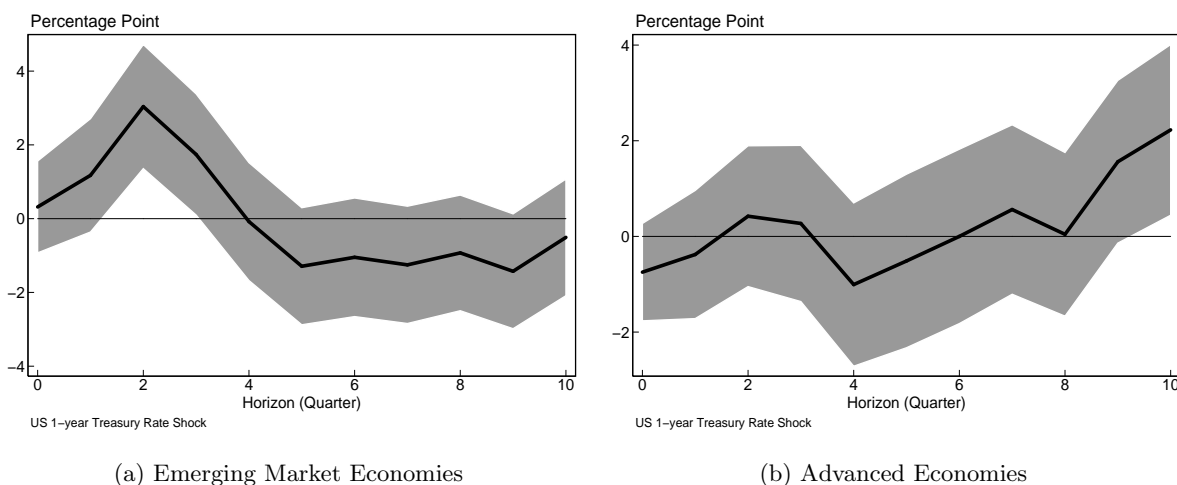 Percentage Point
4
2
0
−2
−4
0 2 4 6 8 10
Horizon (Quarter)
US 1−year Treasury Rate Shock
(a) Emerging Market Economies
Percentage Point
4
2
0
−2
0 2 4 6 8 10
Horizon (Quarter)
US 1−year Treasury Rate Shock
(b) Advanced Economies